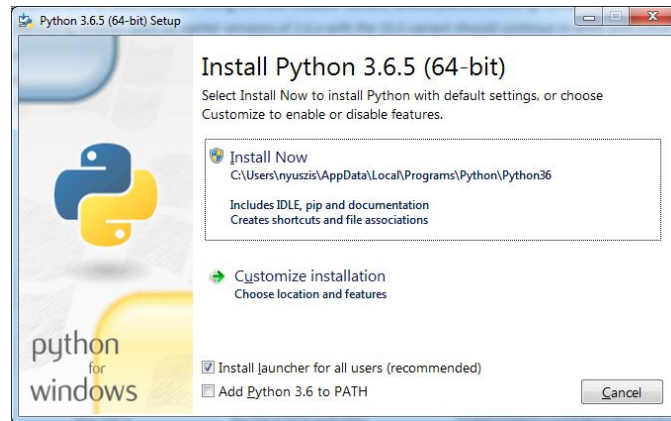 Python 3.6.5 (64-bit) Setup
Install Python 3.6.5 (64-bit)
Select Install Now to install Python with default settings, or choose
Customize to enable or disable features.
Install Now
C:\Users\nyuszis\AppData\Local\Programs\Python\Python36
Includes IDLE, pip and documentation
Creates shortcuts and file associations
Customize installation
Choose location and features
python
for
windows
Install launcher for all users (recommended)
Add Python 3.6 to PATH
Cancel